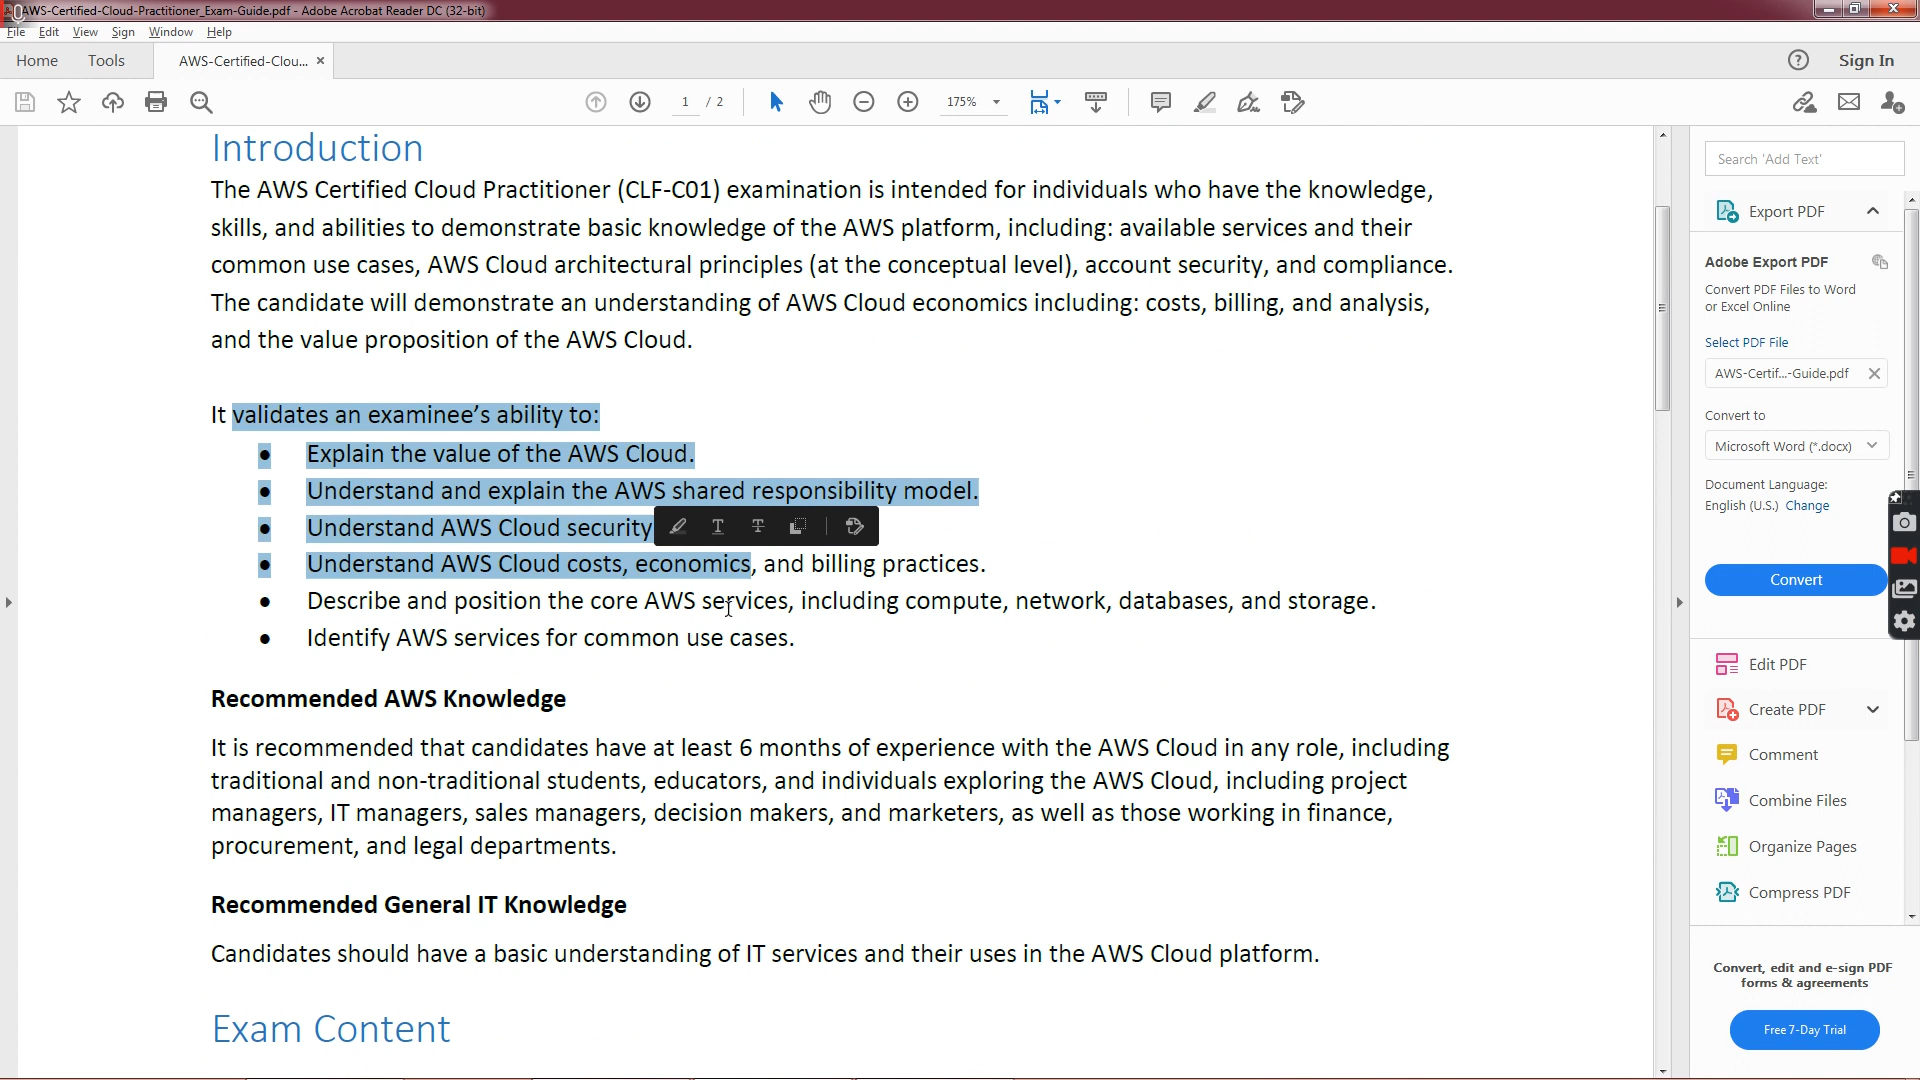 AWS-Certified-Cloud-Practitioner_Exam-Guide.pdf - Adobe Acrobat Reader DC (32-bit)
File Edit View Sign Window Help
Home Tools AWS-Certified-Clou... × Sign In
1 / 2 175%
Introduction
The AWS Certified Cloud Practitioner (CLF-C01) examination is intended for individuals who have the knowledge,
skills, and abilities to demonstrate basic knowledge of the AWS platform, including: available services and their
common use cases, AWS Cloud architectural principles (at the conceptual level), account security, and compliance.
The candidate will demonstrate an understanding of AWS Cloud economics including: costs, billing, and analysis,
and the value proposition of the AWS Cloud.
It validates an examinee’s ability to:
● Explain the value of the AWS Cloud.
● Understand and explain the AWS shared responsibility model.
● Understand AWS Cloud security
● Understand AWS Cloud costs, economics, and billing practices.
● Describe and position the core AWS services, including compute, network, databases, and storage.
● Identify AWS services for common use cases.
Recommended AWS Knowledge
It is recommended that candidates have at least 6 months of experience with the AWS Cloud in any role, including
traditional and non-traditional students, educators, and individuals exploring the AWS Cloud, including project
managers, IT managers, sales managers, decision makers, and marketers, as well as those working in finance,
procurement, and legal departments.
Recommended General IT Knowledge
Candidates should have a basic understanding of IT services and their uses in the AWS Cloud platform.
Exam Content
Search 'Add Text'
Export PDF
Adobe Export PDF
Convert PDF Files to Word
or Excel Online
Select PDF File
AWS-Certif...-Guide.pdf
Convert to
Microsoft Word (*.docx)
Document Language:
English (U.S.) Change
Convert
Edit PDF
Create PDF
Comment
Combine Files
Organize Pages
Compress PDF
Convert, edit and e-sign PDF
forms & agreements
Free 7-Day Trial